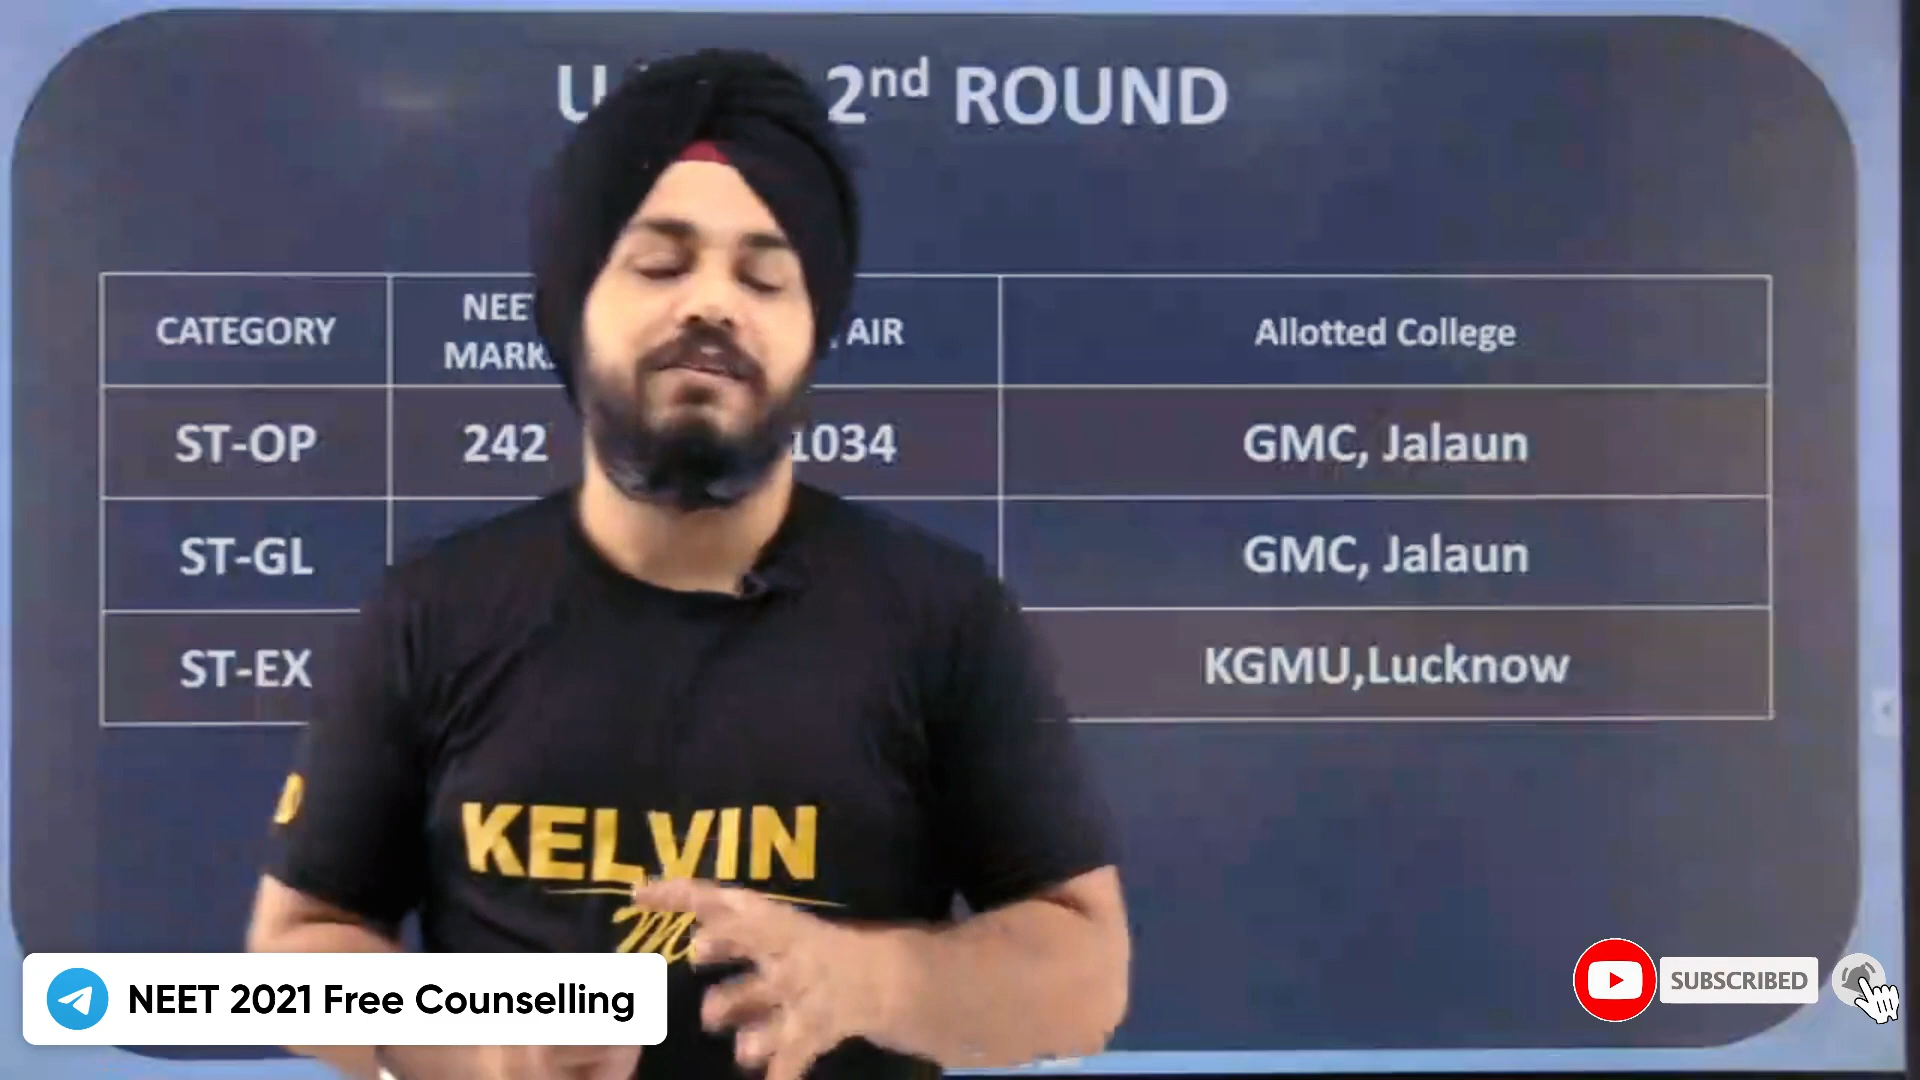 2nd ROUND
CATEGORY
AIR
Allotted College
ST-OP
242
1034
GMC, Jalaun
ST-GL
GMC, Jalaun
ST-EX
KGMU,Lucknow
KELVIN
NEET 2021 Free Counselling
SUBSCRIBED